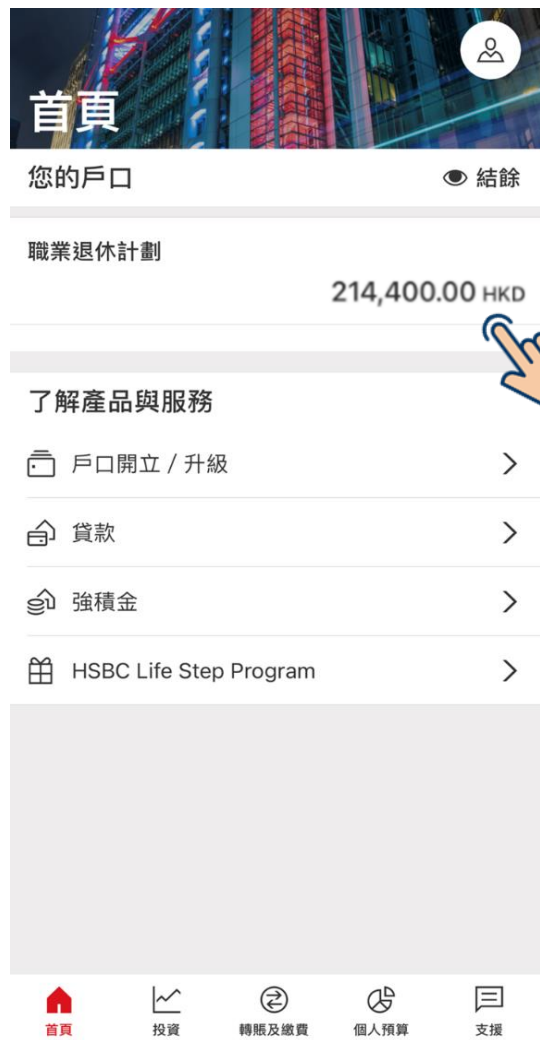 首頁
您的戶口
結餘
職業退休計劃
214,400.00 HKD
了解產品與服務
戶口開立 / 升級
貸款
強積金
HSBC Life Step Program
首頁
投資
轉賬及繳費
個人預算
支援